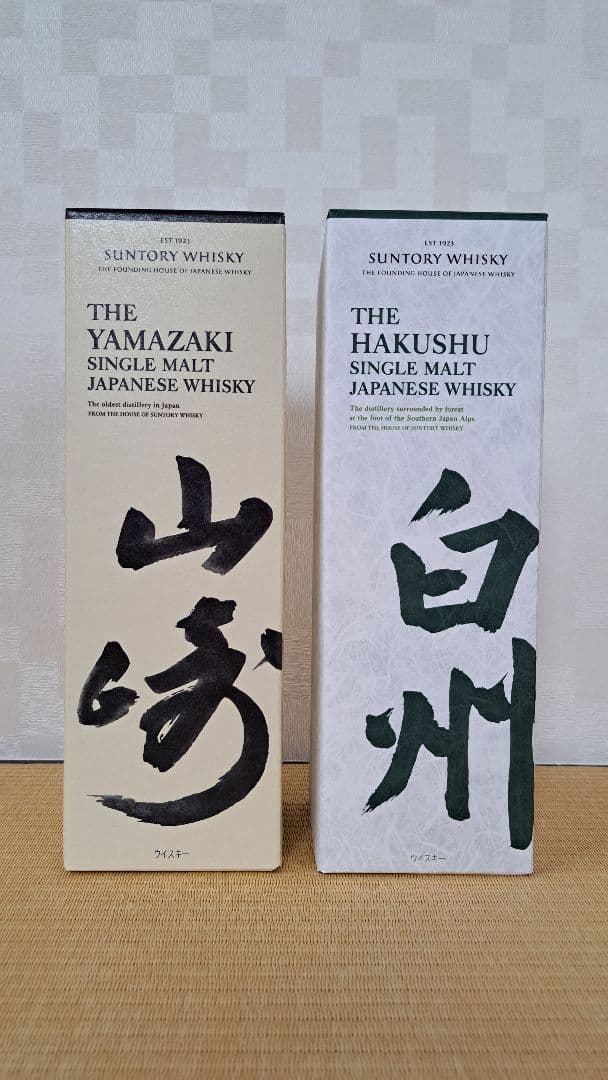 EST 1923
SUNTORY WHISKY
THE FOUNDING HOUSE OF JAPANESE WHISKY
THE
YAMAZAKI
SINGLE MALT
JAPANESE WHISKY
The oldest distillery in Japan
FROM THE HOUSE OF SUNTORY WHISKY
山
崎
ウイスキー
EST 1923
SUNTORY WHISKY
THE FOUNDING HOUSE OF JAPANESE WHISKY
THE
HAKUSHU
SINGLE MALT
JAPANESE WHISKY
The distillery surrounded by forest
at the foot of the Southern Japan Alps
FROM THE HOUSE OF SUNTORY WHISKY
白
州
ウイスキー